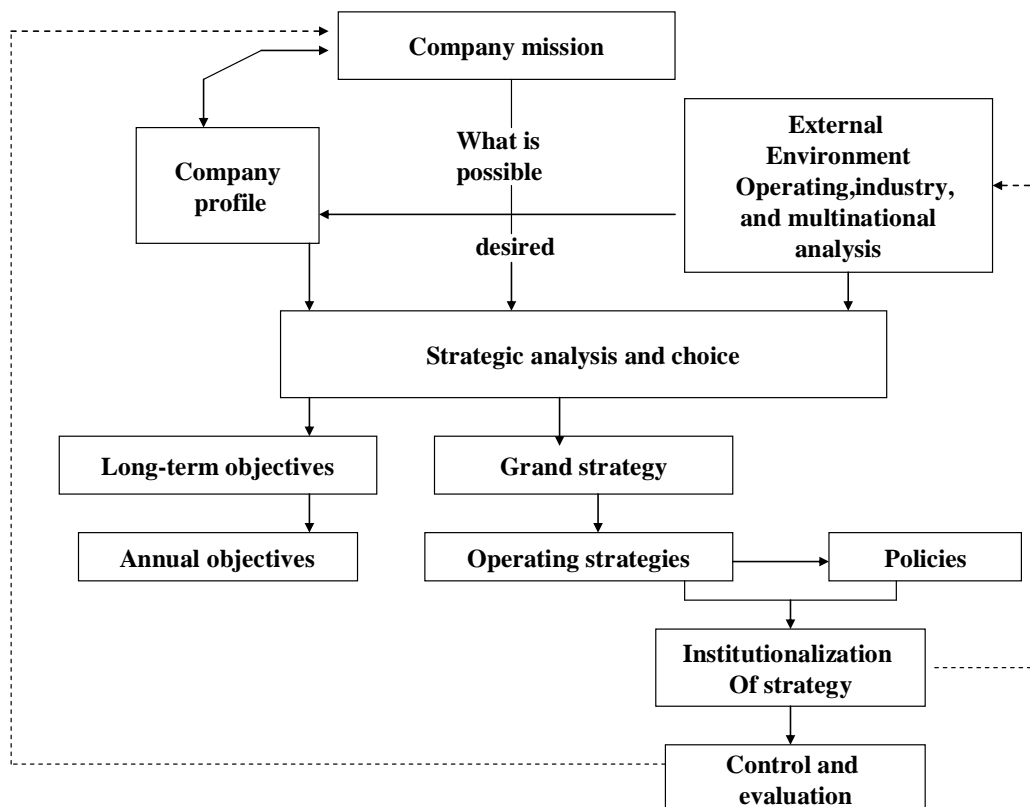 Company mission
What is
possible
External
Environment
Operating,industry,
and multinational
analysis
Company
profile
desired
Strategic analysis and choice
Long-term objectives
Grand strategy
Annual objectives
Operating strategies
Policies
Institutionalization
Of strategy
Control and
evaluation